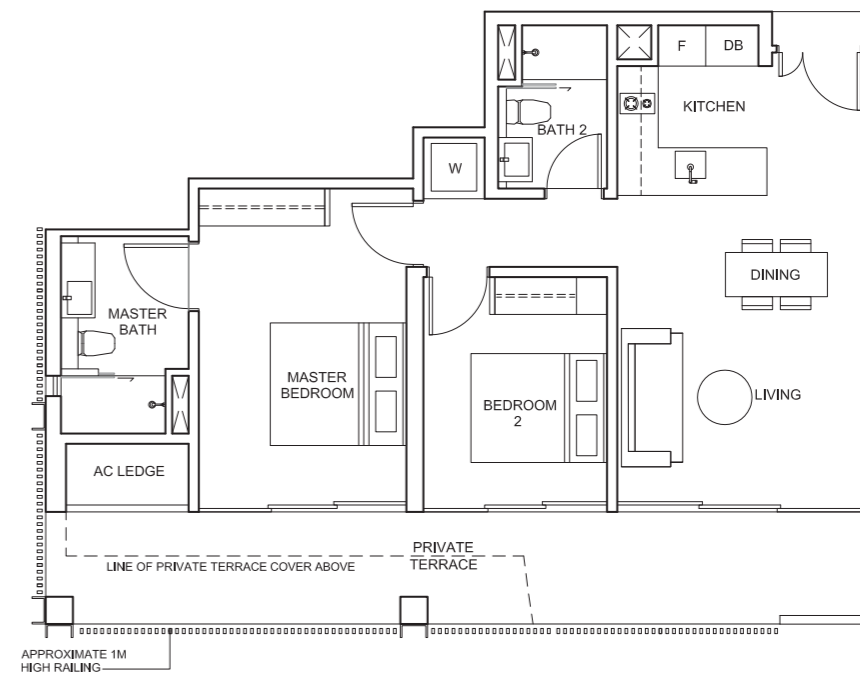 F
DB
KITCHEN
BATH 2
W
DINING
MASTER
BATH
MASTER
BEDROOM
BEDROOM
2
LIVING
AC LEDGE
PRIVATE
TERRACE
LINE OF PRIVATE TERRACE COVER ABOVE
APPROXIMATE 1M
HIGH RAILING